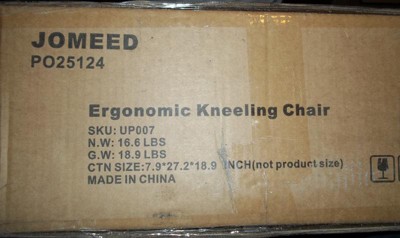 JOMEED
PO25124
Ergonomic Kneeling Chair
SKU: UP007
N.W: 16.6 LBS
G.W: 18.9 LBS
CTN SIZE:7.9*27.2*18.9 INCH(not product size)
MADE IN CHINA